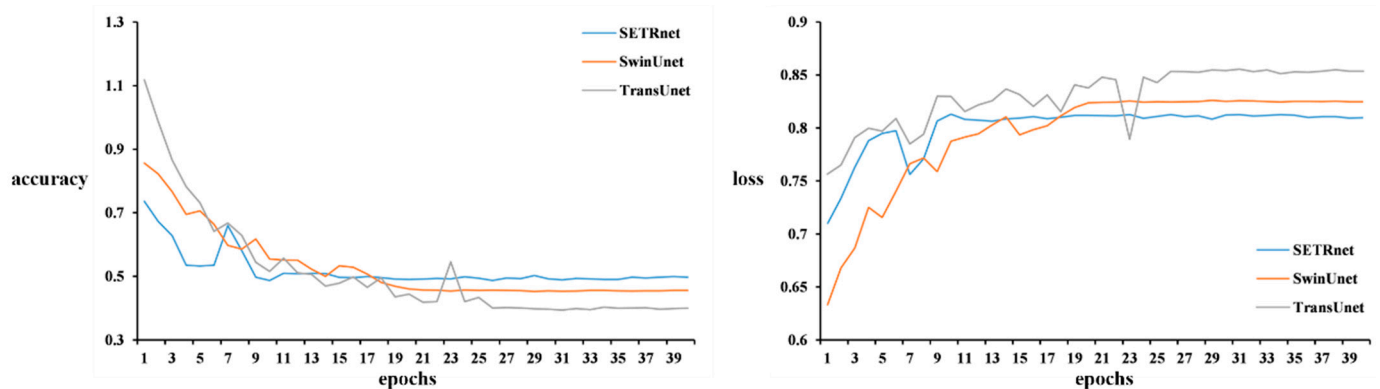 1.3
1.1
0.9
0.7
0.5
0.3
accuracy
SETRnet
SwinUnet
TransUnet
1 3 5 7 9 11 13 15 17 19 21 23 25 27 29 31 33 35 37 39
epochs
0.9
0.85
0.8
0.75
0.7
0.65
0.6
loss
SETRnet
SwinUnet
TransUnet
1 3 5 7 9 11 13 15 17 19 21 23 25 27 29 31 33 35 37 39
epochs